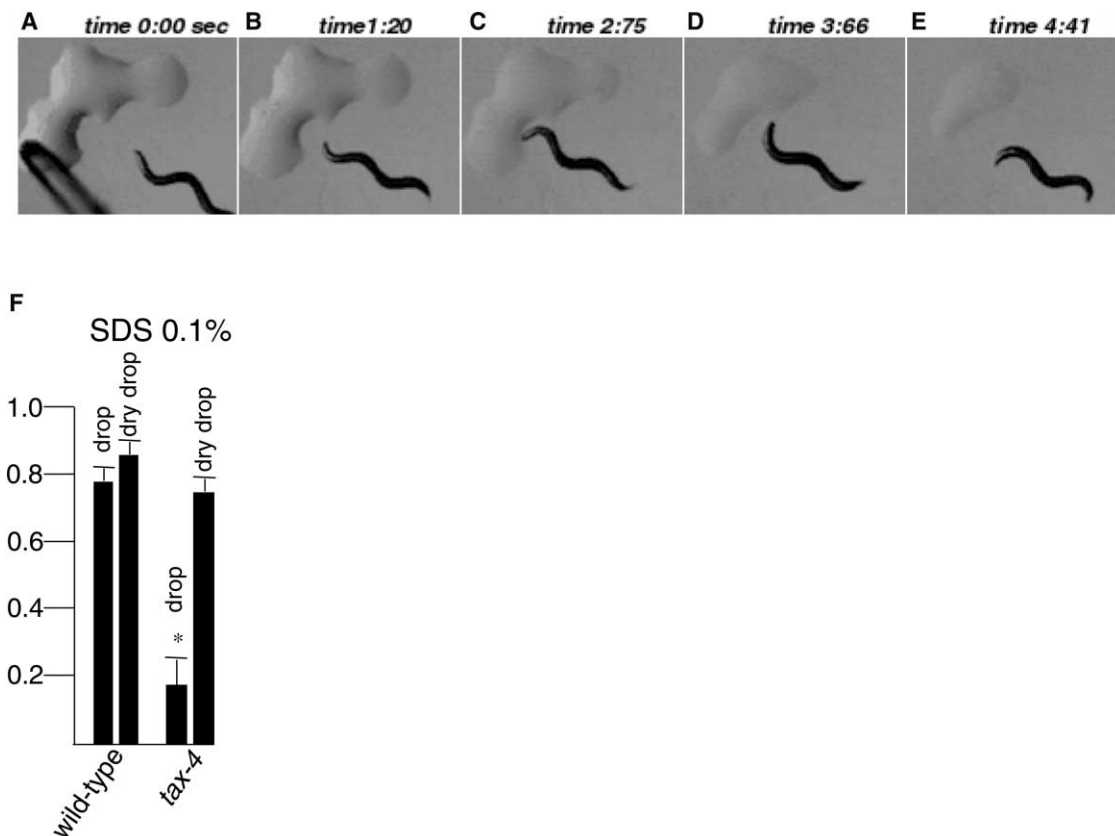 A time 0:00 sec B time1:20 C time 2:75 D time 3:66 E time 4:41
F
SDS 0.1%
drop dry drop drop dry drop
1.0
0.8
0.6
0.4
*
0.2
wild-type tax-4